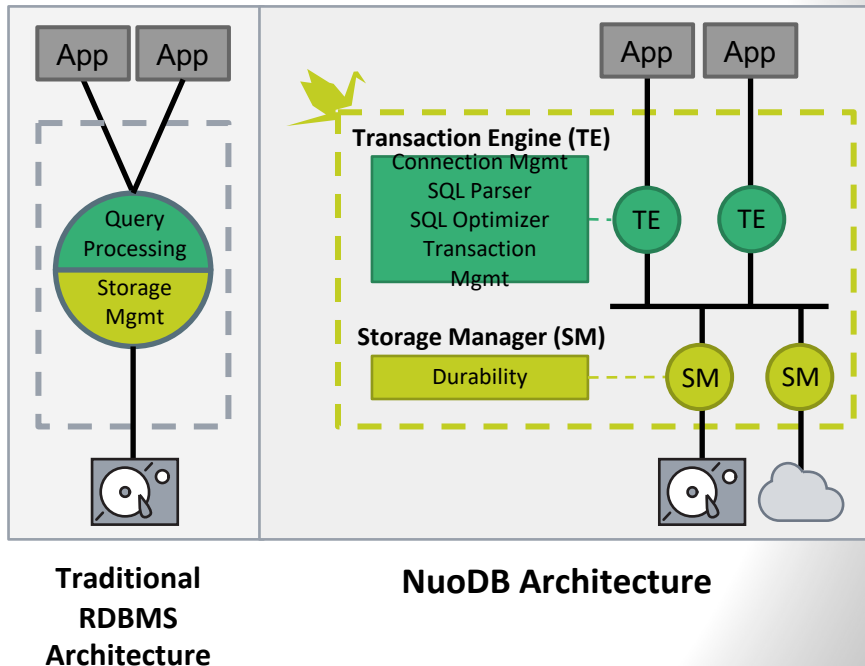 App
App
Query
Processing
Storage
Mgmt
Traditional
RDBMS
Architecture
App
App
Transaction Engine (TE)
Connection Mgmt
SQL Parser
SQL Optimizer
Transaction
Mgmt
TE
TE
Storage Manager (SM)
Durability
SM
SM
NuoDB Architecture